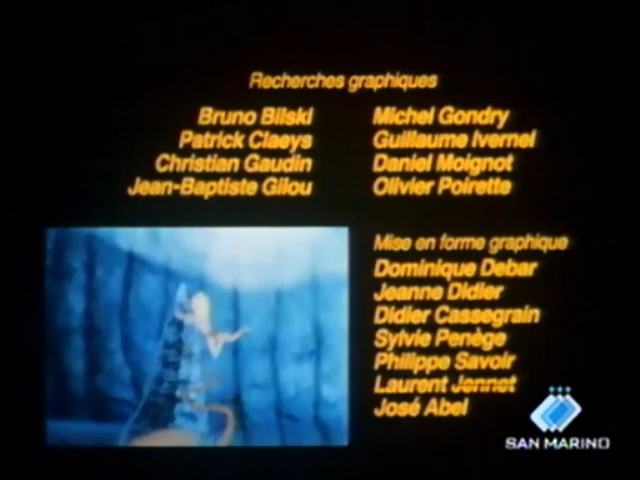 Recherches graphiques
Bruno Bilski
Patrick Claeys
Christian Gaudin
Jean-Baptiste Gilou
Michel Gondry
Guillaume Ivernel
Daniel Moignot
Olivier Poirette
Mise en forme graphique
Dominique Debar
Jeanne Didier
Didier Cassegrain
Sylvie Penège
Philippe Savoir
Laurent Jennet
José Abel
SAN MARINO